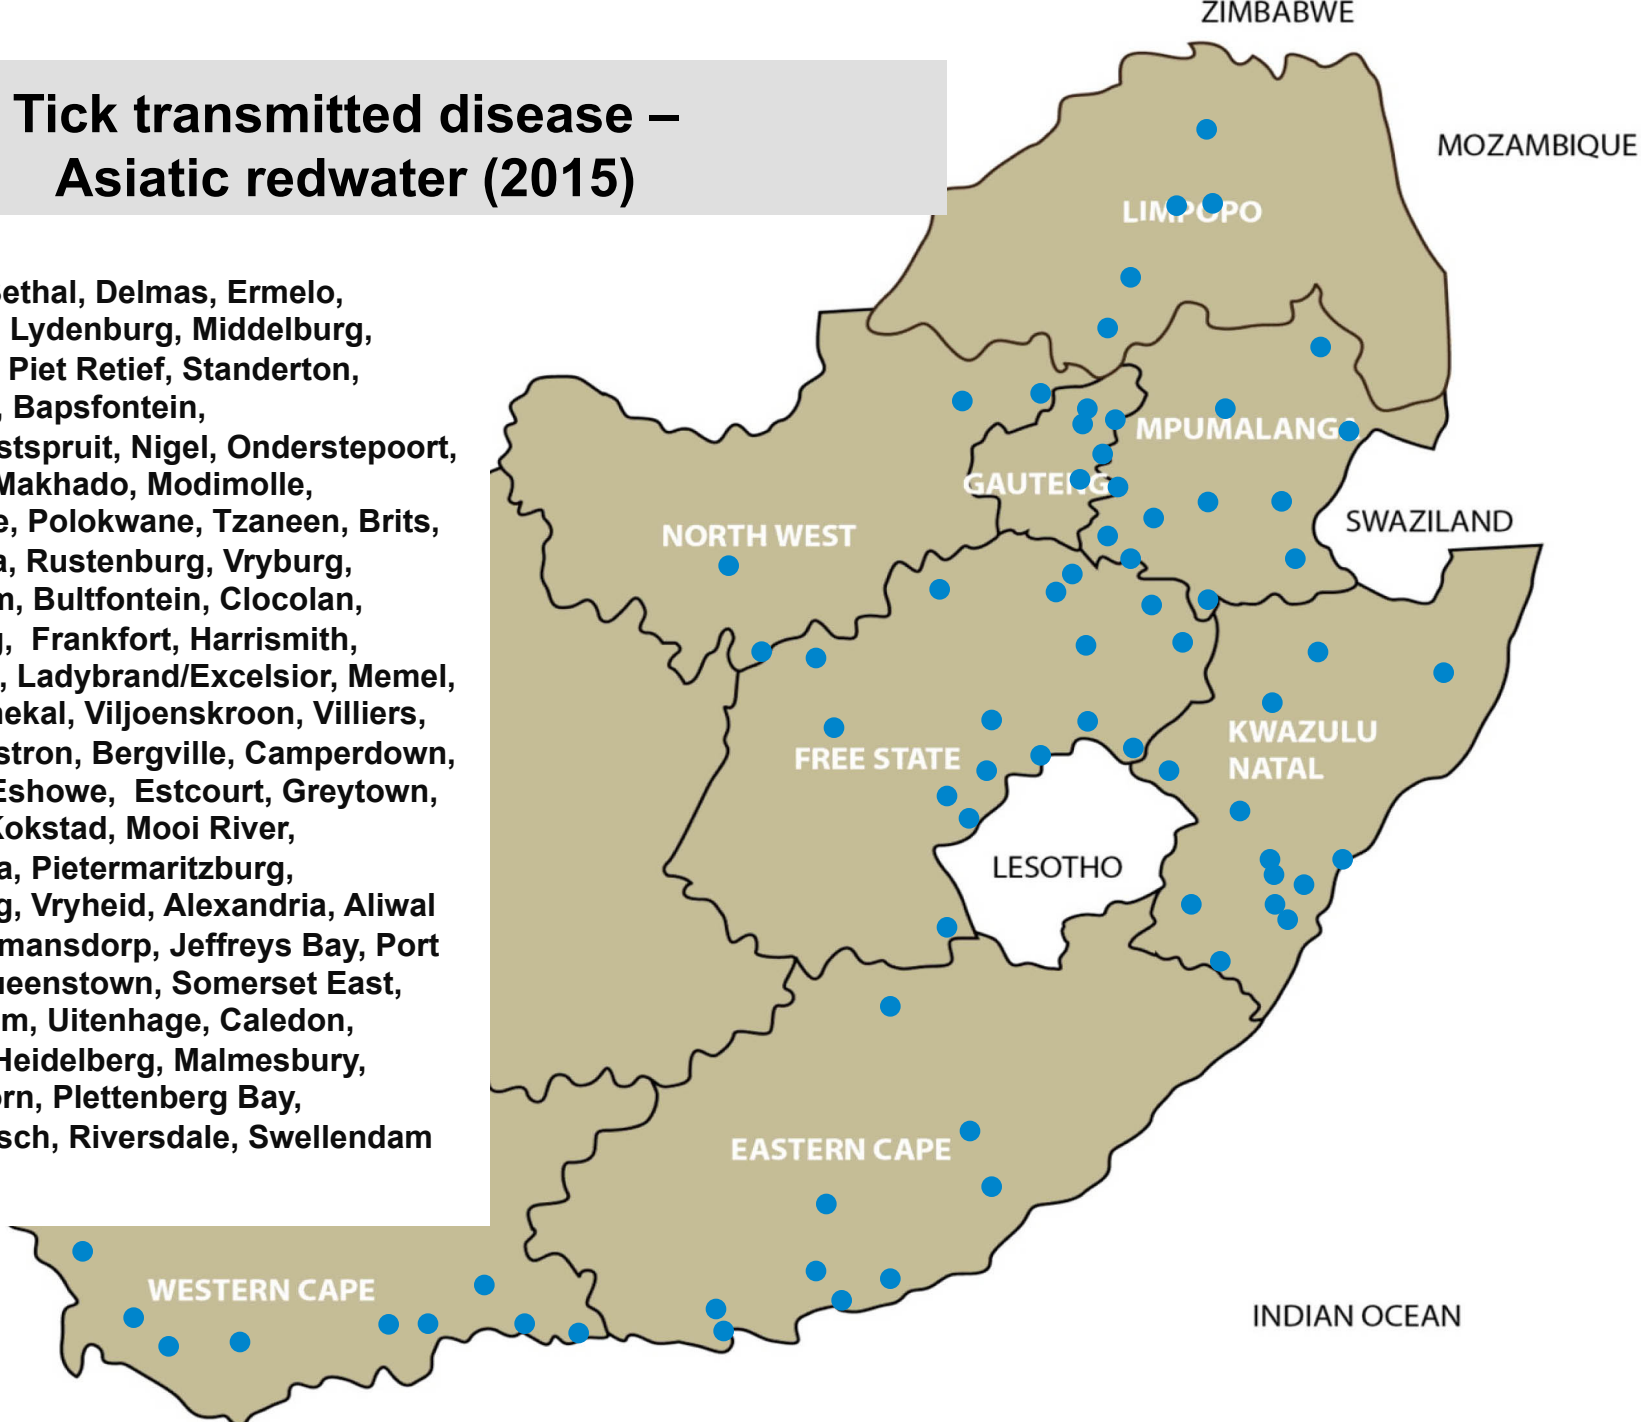 ZIMBABWE
Tick transmitted disease –
Asiatic redwater (2015)
MOZAMBIQUE
LIMPOPO
Bethal, Delmas, Ermelo,
Lydenburg, Middelburg,
Piet Retief, Standerton,
, Bapsfontein,
stspruit, Nigel, Onderstepoort,
Makhado, Modimolle,
e, Polokwane, Tzaneen, Brits,
a, Rustenburg, Vryburg,
m, Bultfontein, Clocolan,
g, Frankfort, Harrismith,
, Ladybrand/Excelsior, Memel,
nekal, Viljoenskroon, Villiers,
stron, Bergville, Camperdown,
Eshowe, Estcourt, Greytown,
Kokstad, Mooi River,
a, Pietermaritzburg,
g, Vryheid, Alexandria, Aliwal
mansdorp, Jeffreys Bay, Port
ueenstown, Somerset East,
m, Uitenhage, Caledon,
Heidelberg, Malmesbury,
orn, Plettenberg Bay,
sch, Riversdale, Swellendam
MPUMALANGA
GAUTENG
NORTH WEST
SWAZILAND
FREE STATE
KWAZULU
NATAL
LESOTHO
EASTERN CAPE
WESTERN CAPE
INDIAN OCEAN